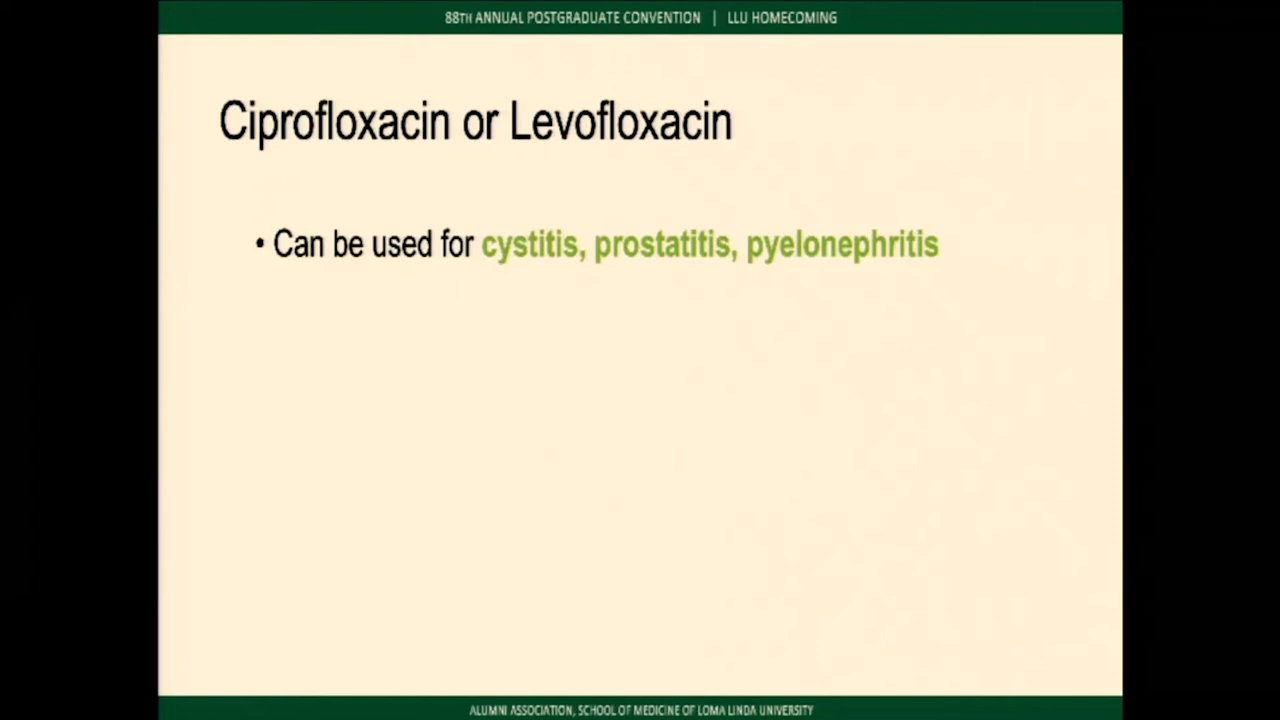 88TH ANNUAL POSTGRADUATE CONVENTION | LLU HOMECOMING
Ciprofloxacin or Levofloxacin
• Can be used for cystitis, prostatitis, pyelonephritis
ALUMNI ASSOCIATION, SCHOOL OF MEDICINE OF LOMA LINDA UNIVERSITY